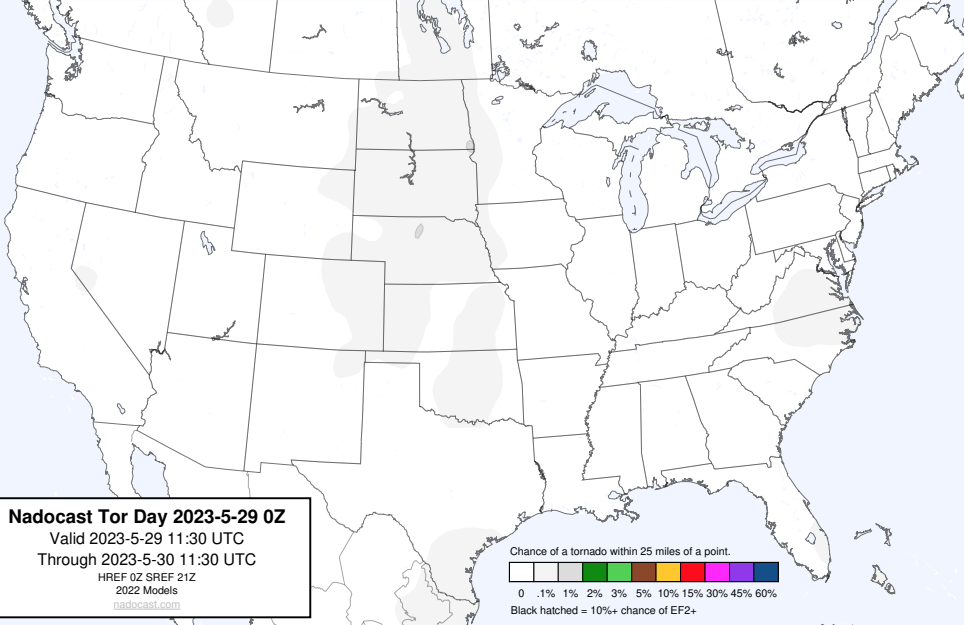 Nadocast Tor Day 2023-5-29 0Z
Valid 2023-5-29 11:30 UTC
Through 2023-5-30 11:30 UTC
HREF 0Z SREF 21Z
2022 Models
nadocast.com
Chance of a tornado within 25 miles of a point.
0 .1% 1% 2% 3% 5% 10% 15% 30% 45% 60%
Black hatched = 10%+ chance of EF2+